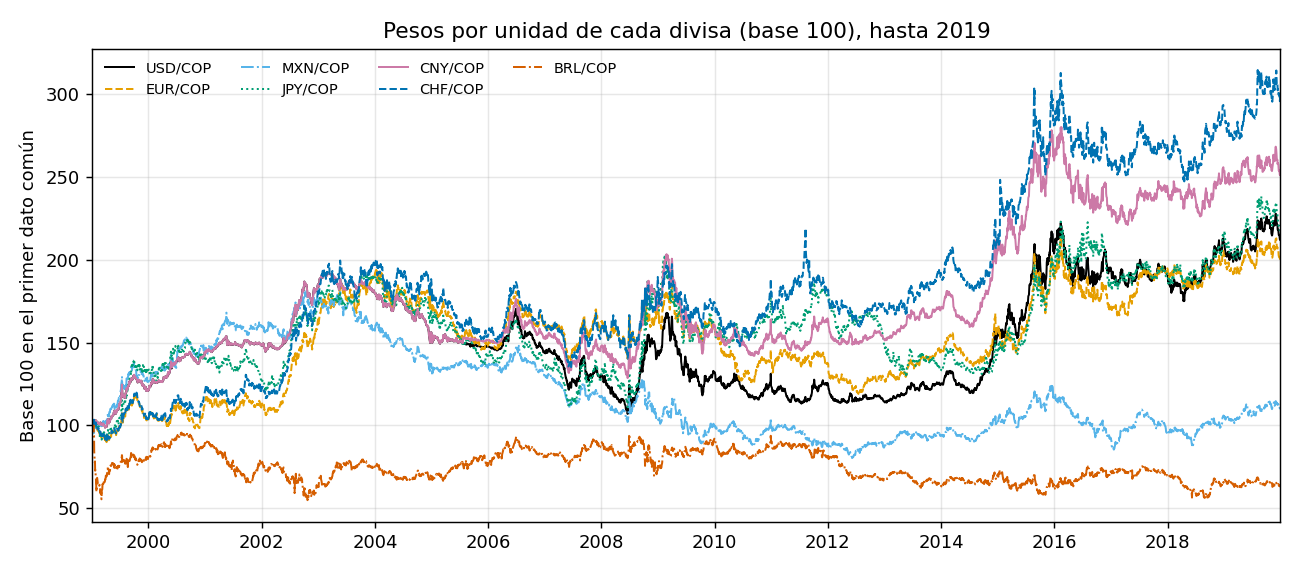 Pesos por unidad de cada divisa (base 100), hasta 2019
USD/COP
EUR/COP
MXN/COP
JPY/COP
CNY/COP
CHF/COP
BRL/COP
Base 100 en el primer dato común
300
250
200
150
100
50
2000
2002
2004
2006
2008
2010
2012
2014
2016
2018